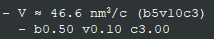 - V ≈ 46.6 nm³/c (b5v10c3)
- b0.50 v0.10 c3.00